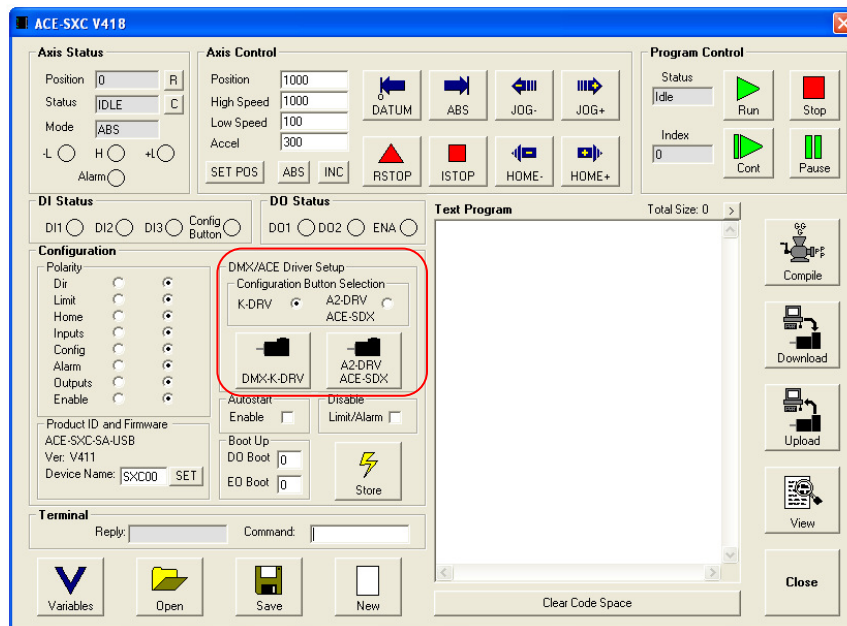 ACE-SXC V418
Axis Status
Position 0 R
Status IDLE C
Mode ABS
-L H +L
Alarm
Axis Control
Position 1000
High Speed 1000
Low Speed 100
Accel 300
SET POS ABS INC
DATUM ABS JOG- JOG+
RSTOP ISTOP HOME- HOME+
Program Control
Status
Idle
Run Stop
Index
0
Cont Pause
DI Status
DI1 DI2 DI3 Config Button
DO Status
DO1 DO2 ENA
Configuration
Polarity
Dir
Limit
Home
Inputs
Config
Alarm
Outputs
Enable
DMX/ACE Driver Setup
Configuration Button Selection
K-DRV A2-DRV
ACE-SDX
DMX-K-DRV
A2-DRV
ACE-SDX
Autostart
Enable
Disable
Limit/Alarm
Product ID and Firmware
ACE-SXC-SA-USB
Ver: V411
Device Name: SXC00 SET
Boot Up
DO Boot 0
EO Boot 0
Store
Terminal
Reply: Command:
Variables Open Save New
Text Program Total Size: 0 >
Clear Code Space
Compile
Download
Upload
View
Close